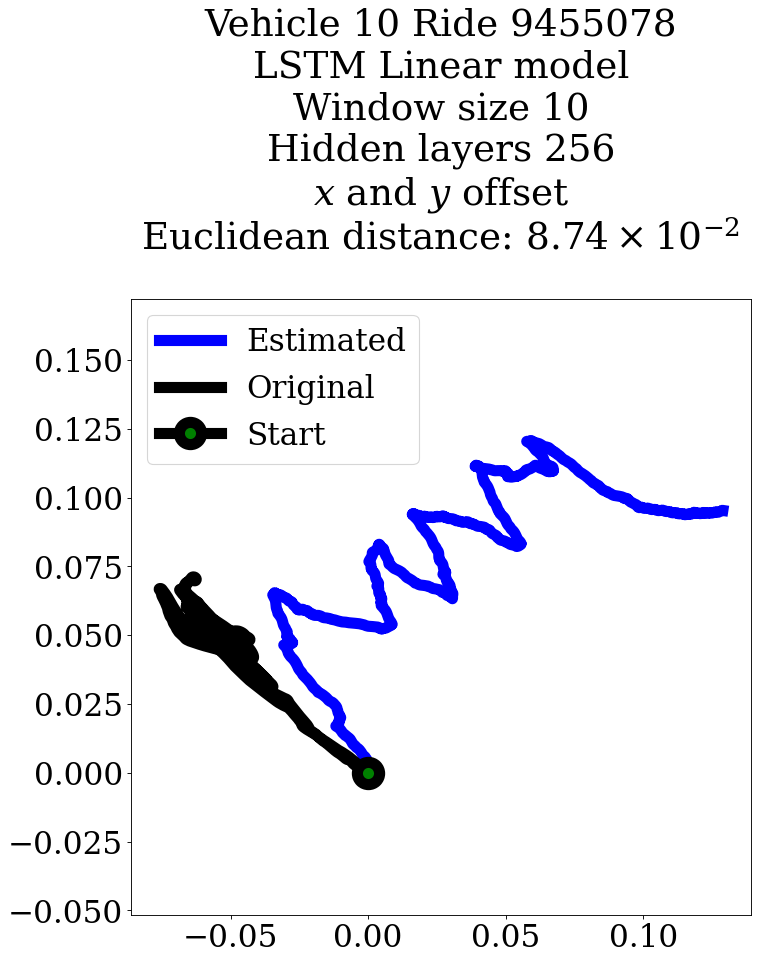 Vehicle 10 Ride 9455078
LSTM Linear model
Window size 10
Hidden layers 256
x and y offset
Euclidean distance: 8.74 × 10⁻²
Estimated
Original
Start
0.150
0.125
0.100
0.075
0.050
0.025
0.000
−0.025
−0.050
−0.05 0.00 0.05 0.10